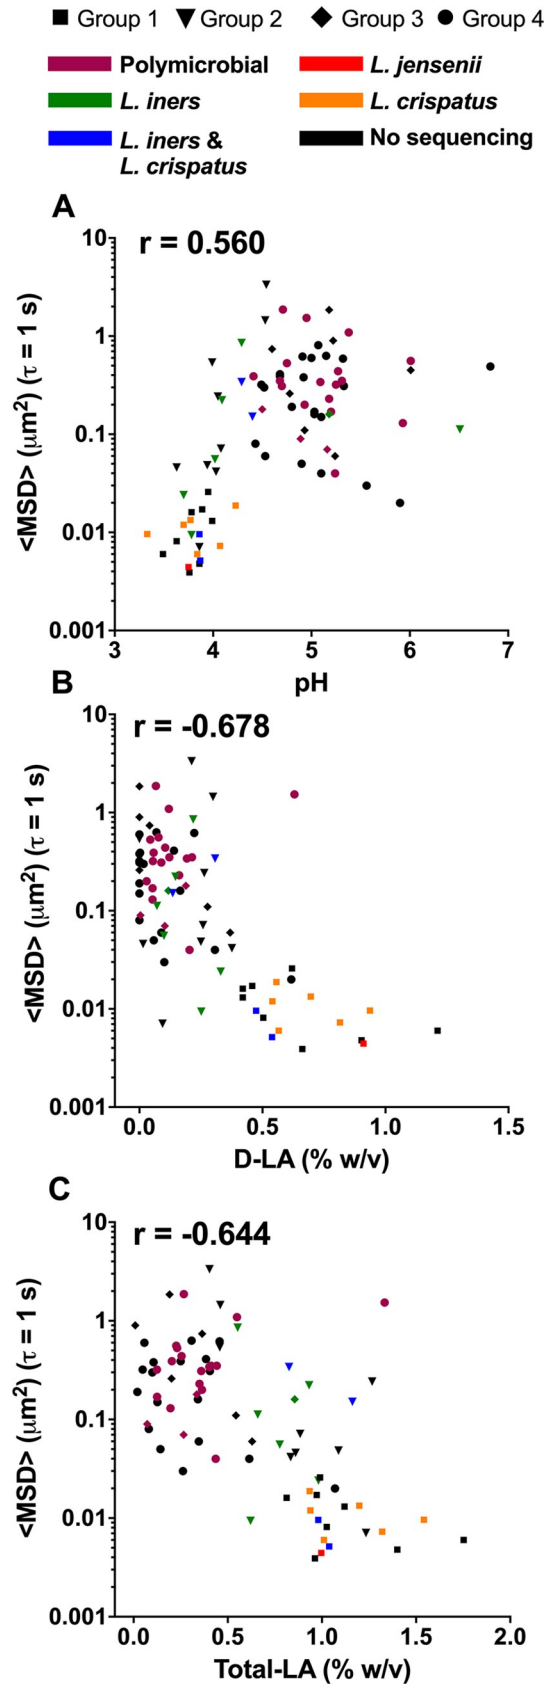 Group 1 Group 2 Group 3 Group 4
Polymicrobial L. jensenii
L. iners L. crispatus
L. iners & No sequencing
L. crispatus
A
r = 0.560
10
1
0.1
0.01
0.001
<MSD> (μm²) (τ = 1 s)
3 4 5 6 7
pH
B
r = -0.678
10
1
0.1
0.01
0.001
<MSD> (μm²) (τ = 1 s)
0.0 0.5 1.0 1.5
D-LA (% w/v)
C
r = -0.644
10
1
0.1
0.01
0.001
<MSD> (μm²) (τ = 1 s)
0.0 0.5 1.0 1.5 2.0
Total-LA (% w/v)